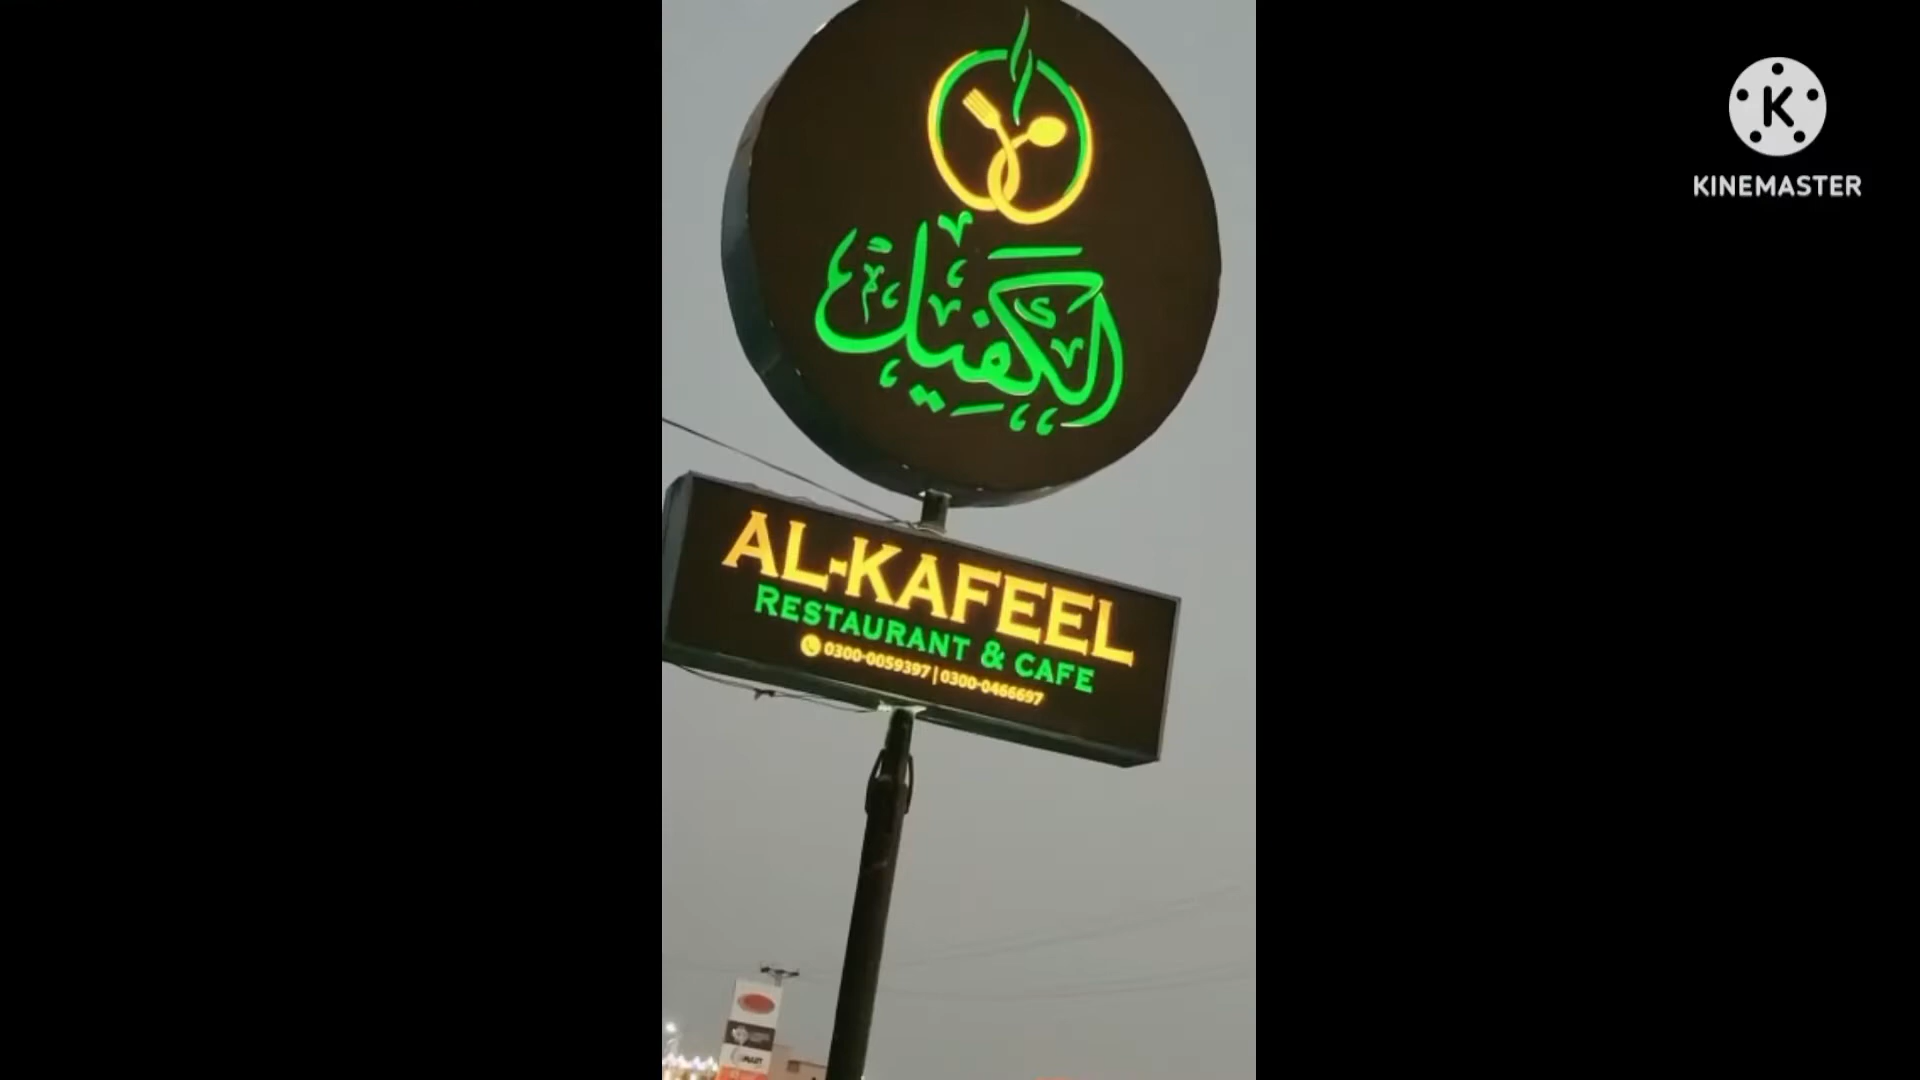 الكفيل
AL-KAFEEL
RESTAURANT & CAFE
0300-0059397 | 0300-0466697
K
KINEMASTER